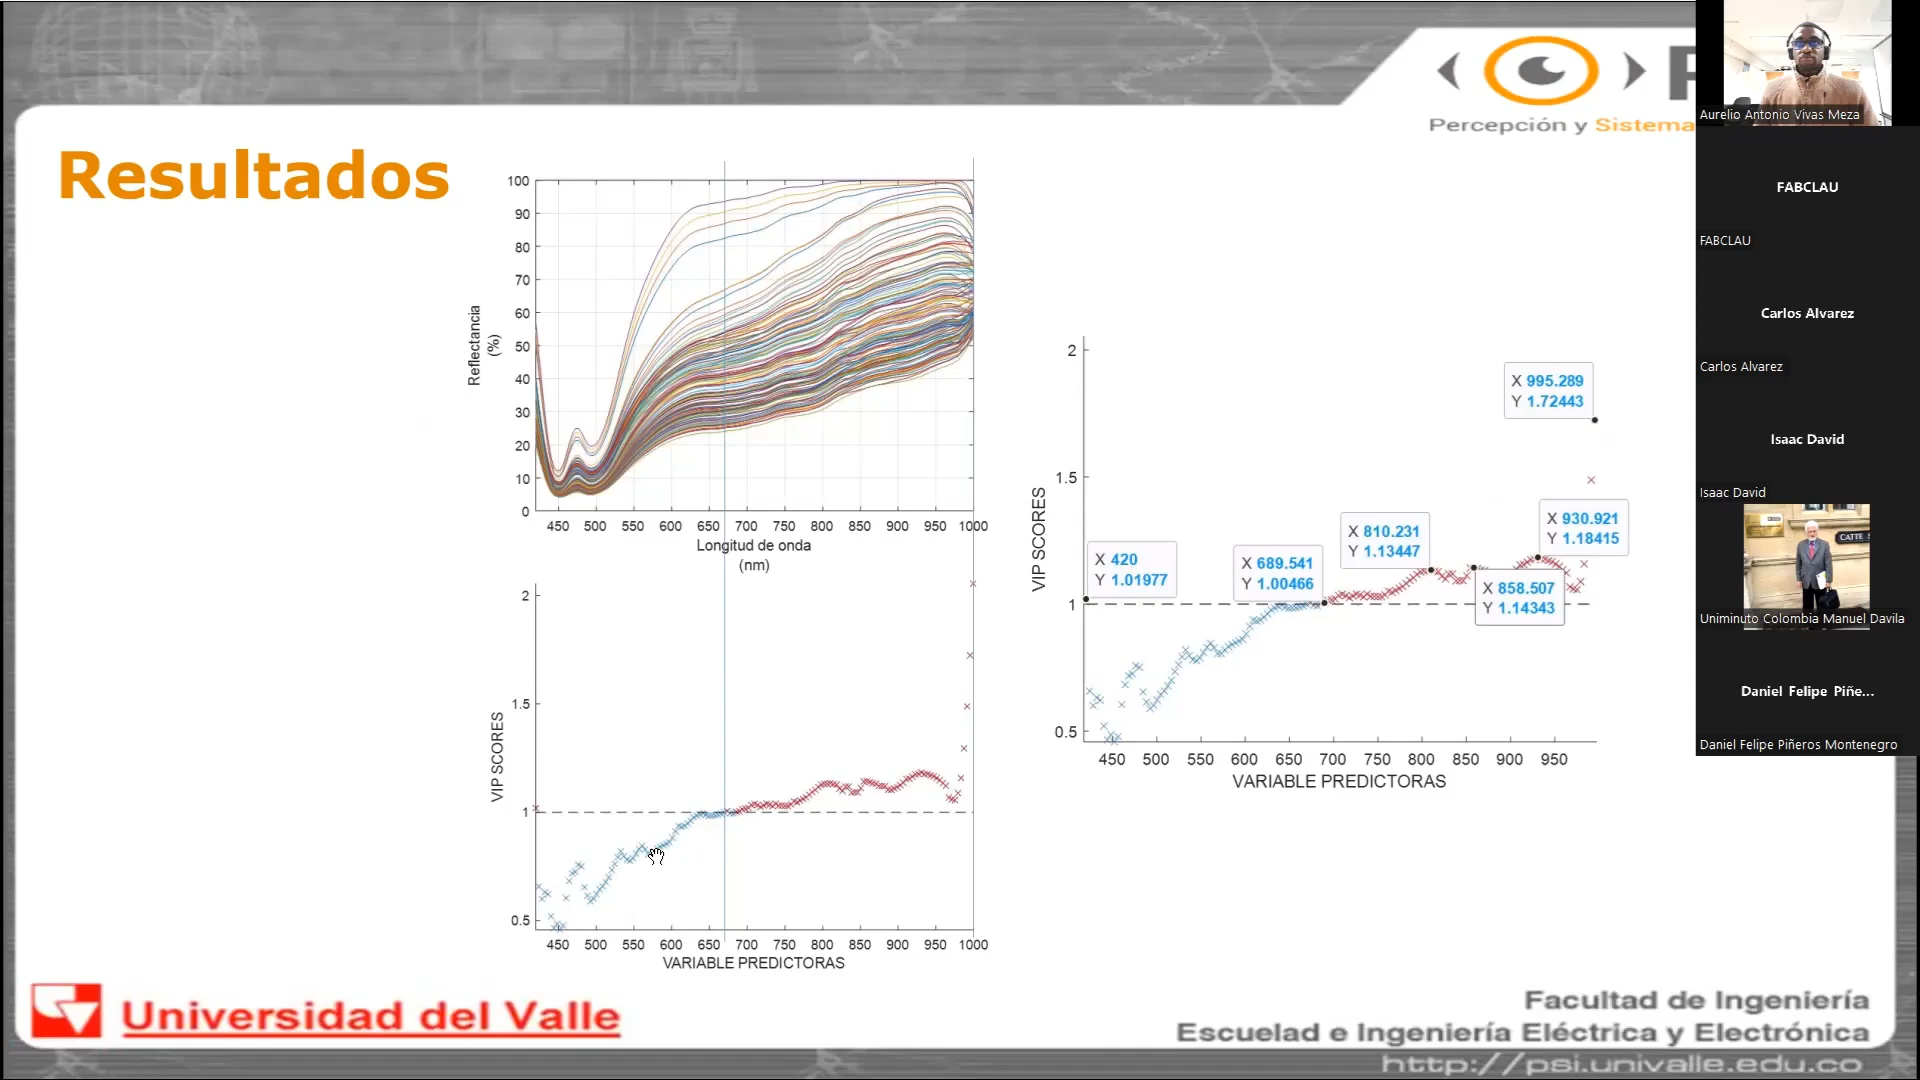 Percepción y Sistema
Resultados
100
90
80
70
60
50
40
30
20
10
0
Reflectancia
(%)
450 500 550 600 650 700 750 800 850 900 950 1000
Longitud de onda
(nm)
2
1.5
1
0.5
VIP SCORES
450 500 550 600 650 700 750 800 850 900 950 1000
VARIABLE PREDICTORAS
2
1.5
1
0.5
VIP SCORES
X 995.289
Y 1.72443
X 930.921
Y 1.18415
X 810.231
Y 1.13447
X 420
Y 1.01977
X 689.541
Y 1.00466
X 858.507
Y 1.14343
450 500 550 600 650 700 750 800 850 900 950
VARIABLE PREDICTORAS
Universidad del Valle
Facultad de Ingeniería
Escuelad e Ingeniería Eléctrica y Electrónica
http://psi.univalle.edu.co
Aurelio Antonio Vivas Meza
FABCLAU
FABCLAU
Carlos Alvarez
Carlos Alvarez
Isaac David
Isaac David
CATTE
Uniminuto Colombia Manuel Davila
Daniel Felipe Piñe...
Daniel Felipe Piñeros Montenegro